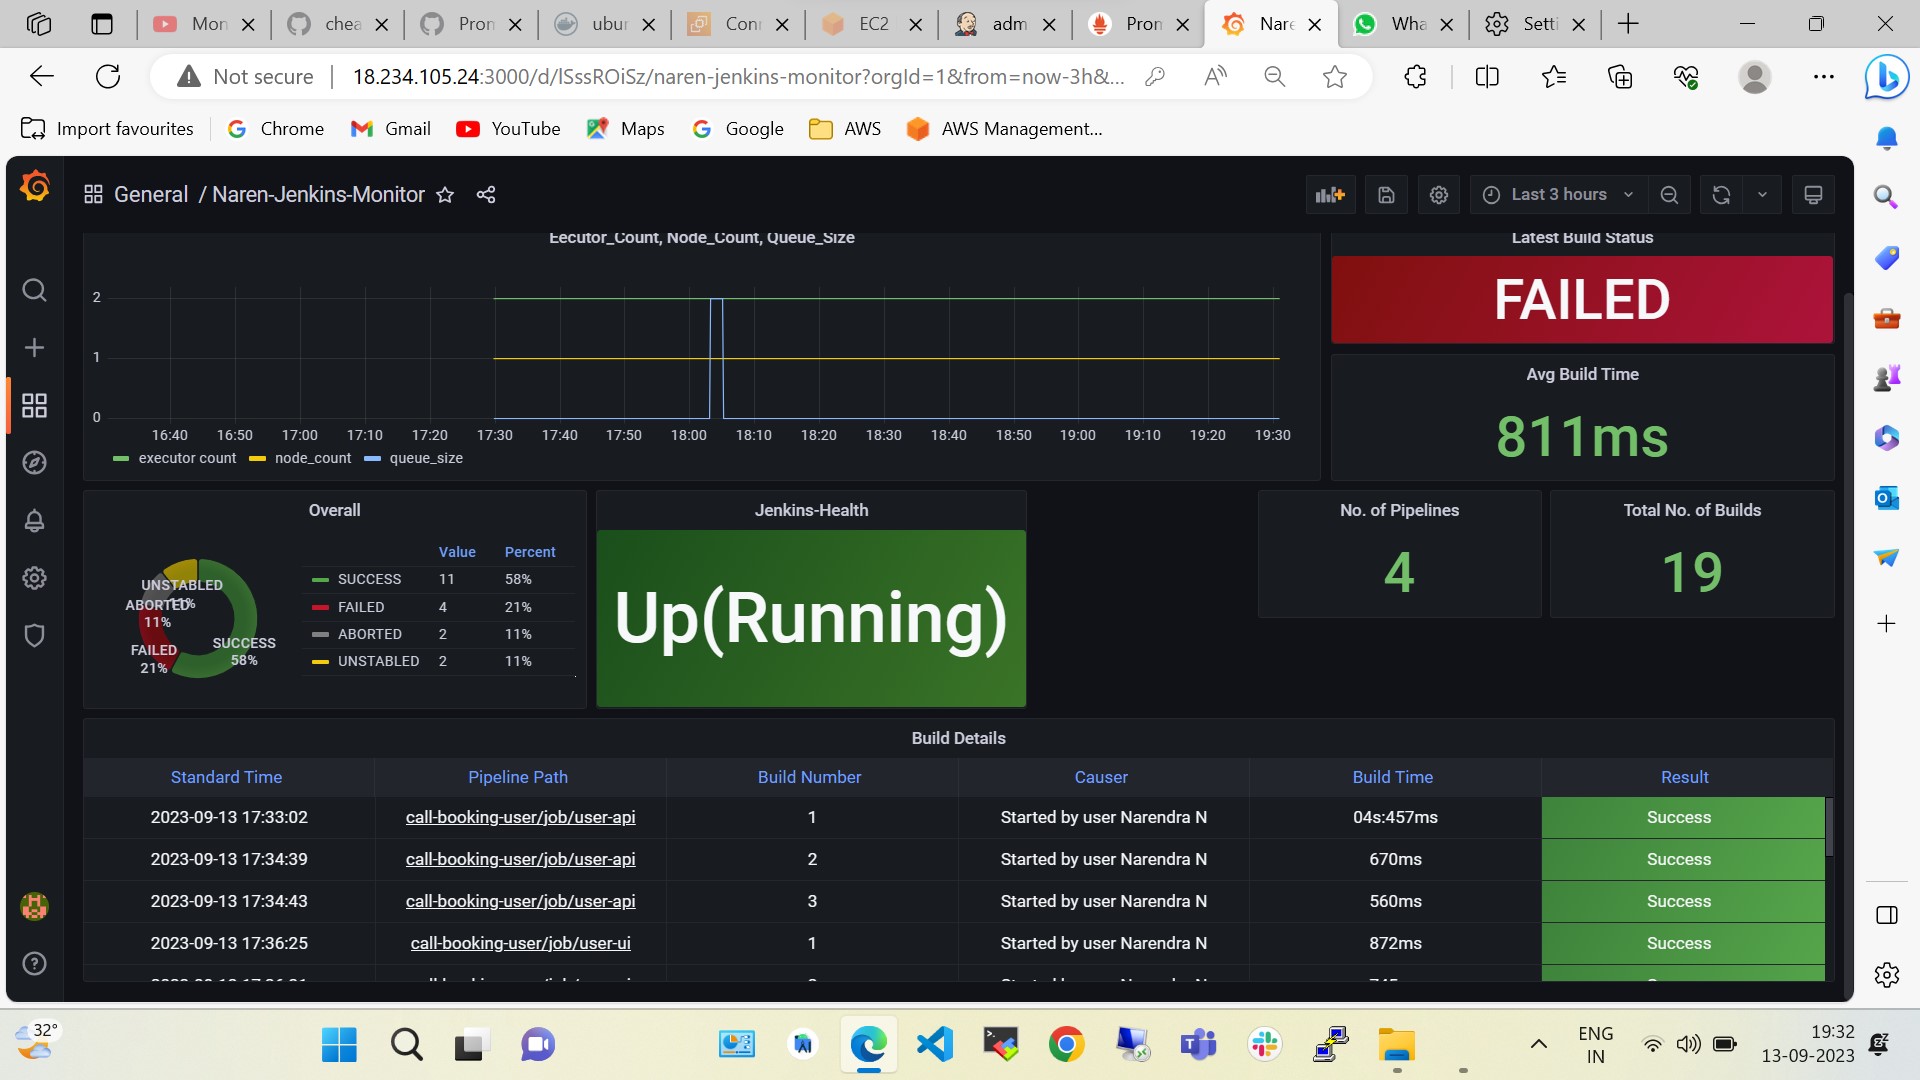 Mon
chea
Pron
ubur
Conn
EC2
adm
Pron
Nare
Wha
Setti
Not secure
18.234.105.24:3000/d/lSssROiSz/naren-jenkins-monitor?orgId=1&from=now-3h&...
Import favourites
Chrome
Gmail
YouTube
Maps
Google
AWS
AWS Management...
General / Naren-Jenkins-Monitor
Last 3 hours
Eecutor_Count, Node_Count, Queue_Size
2
1
0
16:40 16:50 17:00 17:10 17:20 17:30 17:40 17:50 18:00 18:10 18:20 18:30 18:40 18:50 19:00 19:10 19:20 19:30
executor count node_count queue_size
Latest Build Status
FAILED
Avg Build Time
811ms
Overall
UNSTABLED
11%
ABORTED
11%
FAILED
21%
SUCCESS
58%
Value Percent
SUCCESS 11 58%
FAILED 4 21%
ABORTED 2 11%
UNSTABLED 2 11%
Jenkins-Health
Up(Running)
No. of Pipelines
4
Total No. of Builds
19
Build Details
Standard Time Pipeline Path Build Number Causer Build Time Result
2023-09-13 17:33:02 call-booking-user/job/user-api 1 Started by user Narendra N 04s:457ms Success
2023-09-13 17:34:39 call-booking-user/job/user-api 2 Started by user Narendra N 670ms Success
2023-09-13 17:34:43 call-booking-user/job/user-api 3 Started by user Narendra N 560ms Success
2023-09-13 17:36:25 call-booking-user/job/user-ui 1 Started by user Narendra N 872ms Success
32°
ENG
IN
19:32
13-09-2023